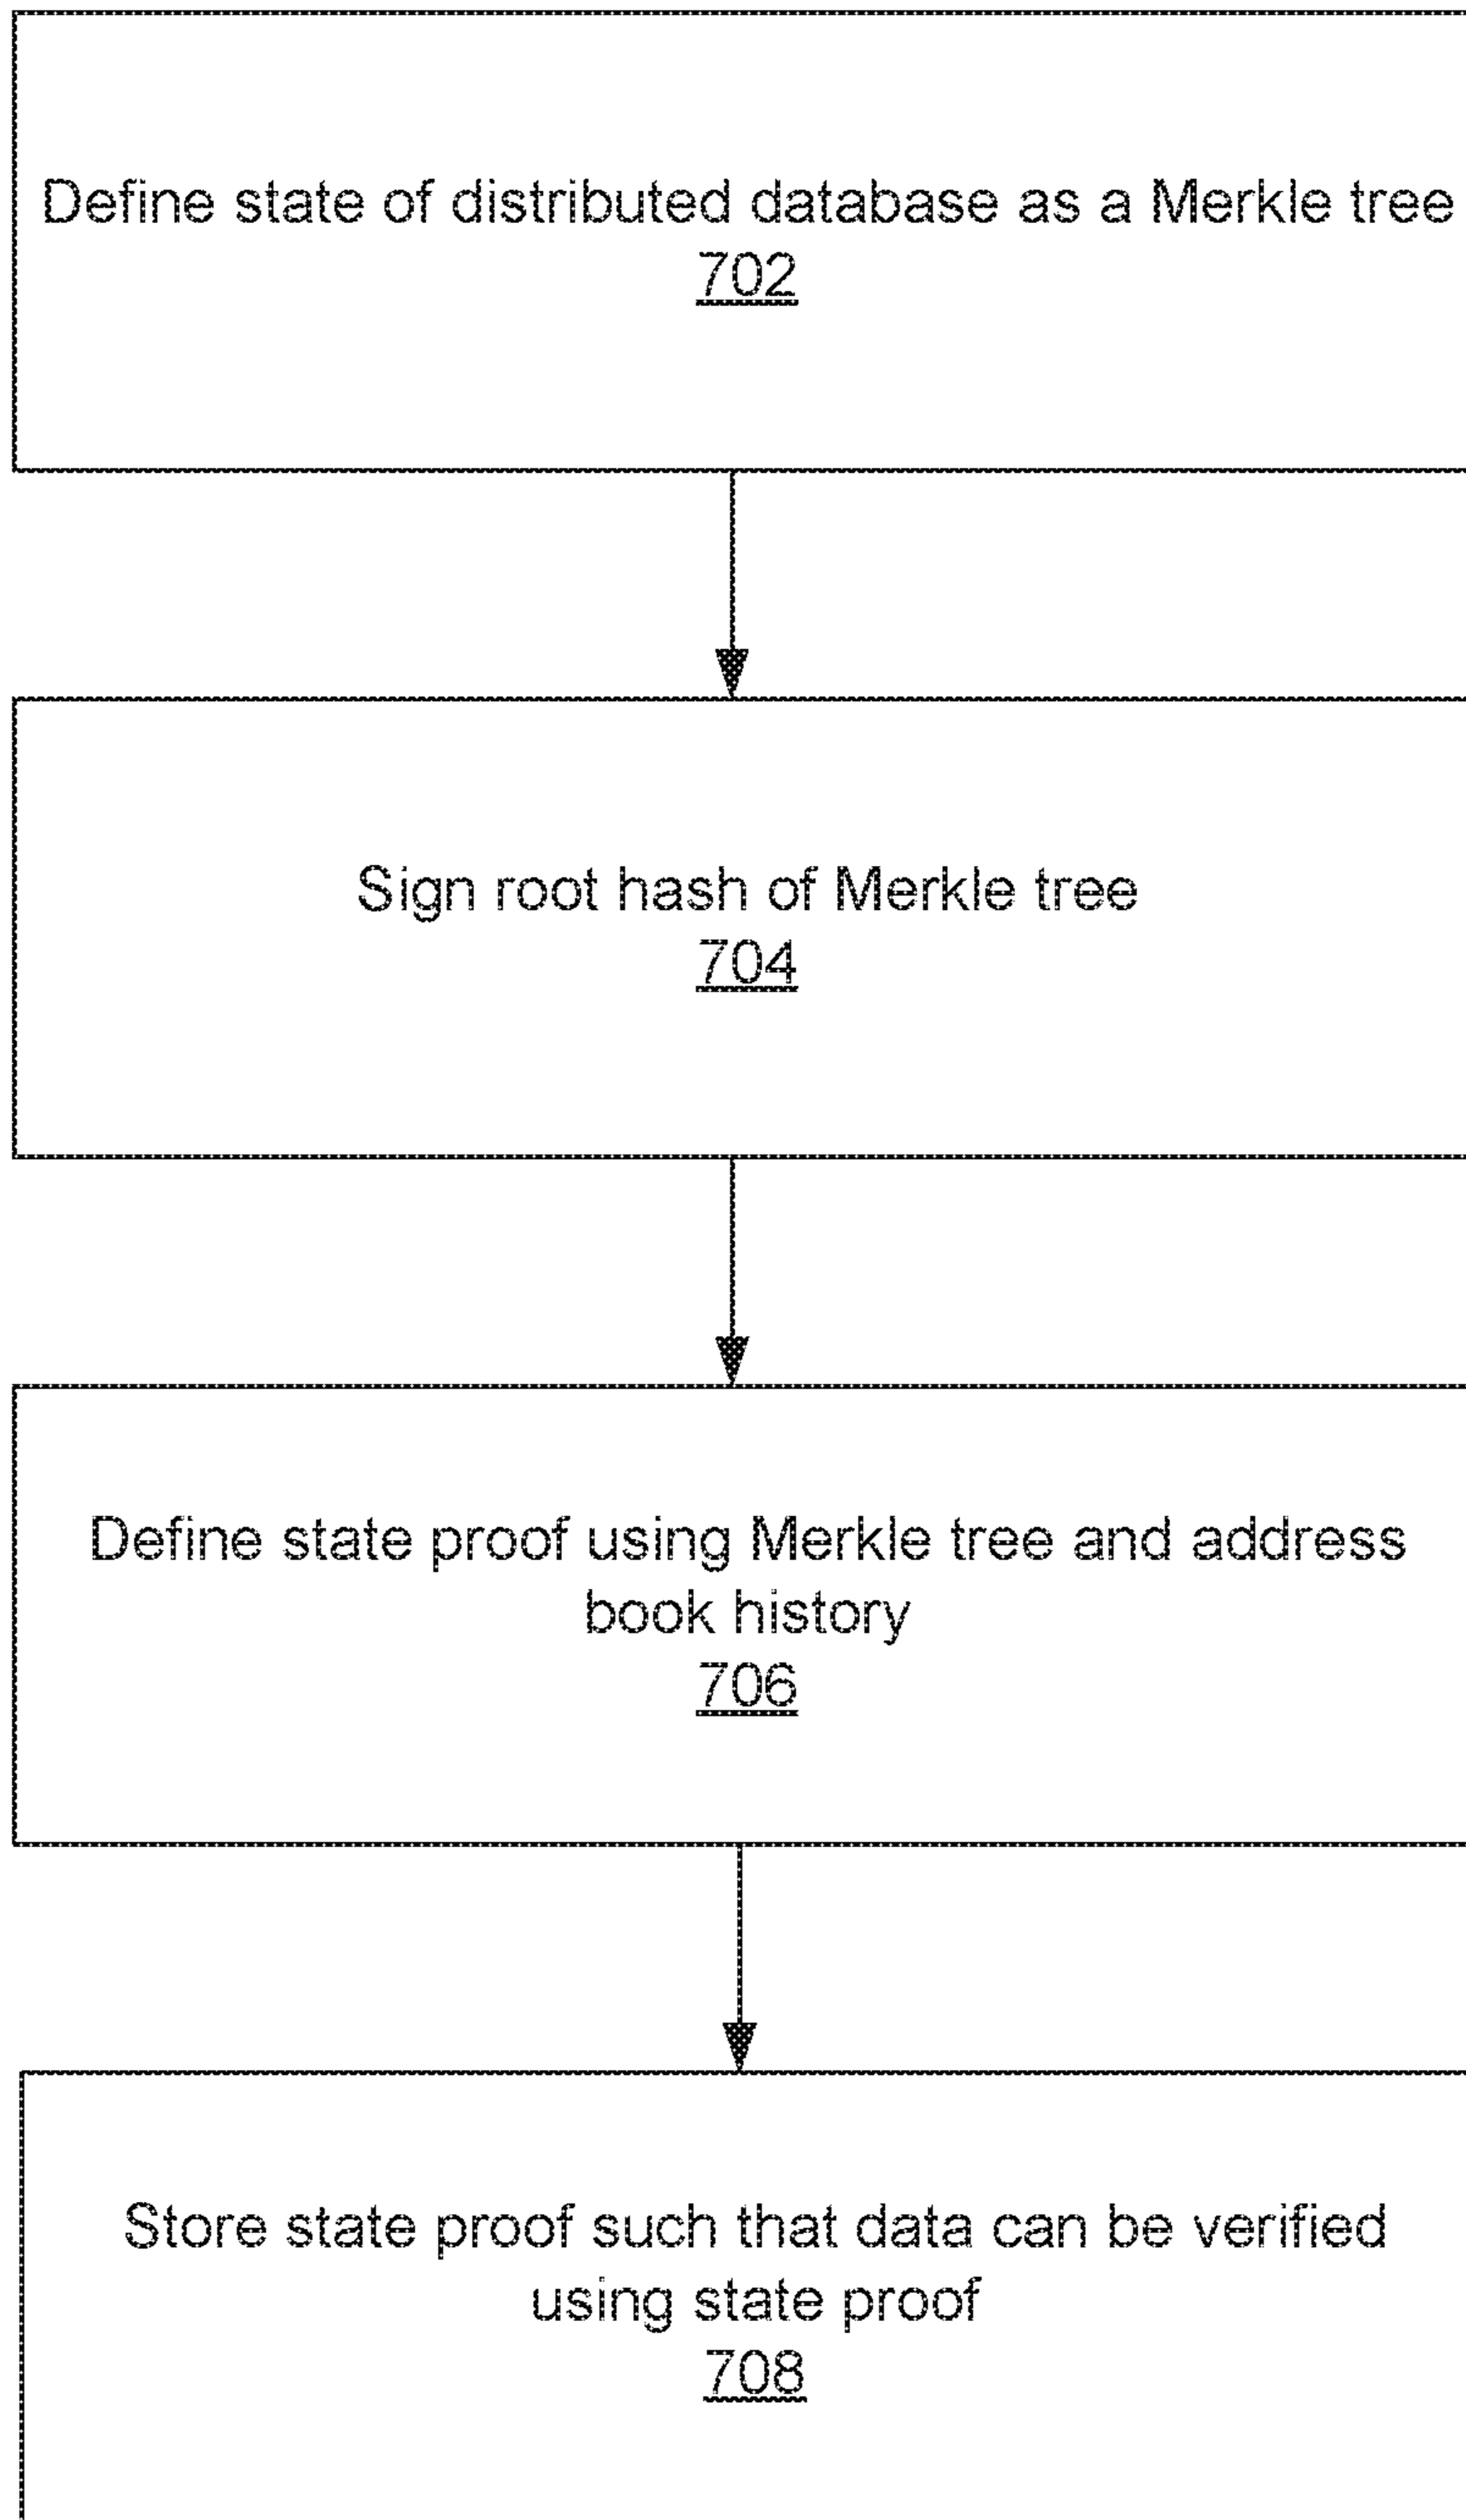 Define state of distributed database as a Merkle tree
702
Sign root hash of Merkle tree
704
Define state proof using Merkle tree and address
book history
706
Store state proof such that data can be verified
using state proof
708